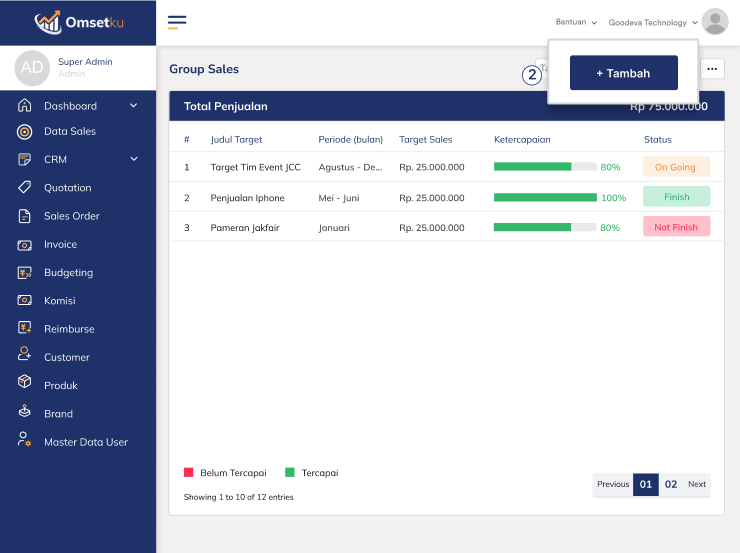 Omsetku
Bantuan
Goodeva Technology
AD
Super Admin
Admin
Group Sales
2
+ Tambah
...
Dashboard
Data Sales
CRM
Quotation
Sales Order
Invoice
Budgeting
Komisi
Reimburse
Customer
Produk
Brand
Master Data User
Total Penjualan
Rp 75.000.000
# Judul Target Periode (bulan) Target Sales Ketercapaian Status
1 Target Tim Event JCC Agustus - De... Rp. 25.000.000 80% On Going
2 Penjualan Iphone Mei - Juni Rp. 25.000.000 100% Finish
3 Pameran Jakfair Januari Rp. 25.000.000 80% Not Finish
Belum Tercapai Tercapai
Showing 1 to 10 of 12 entries
Previous 01 02 Next